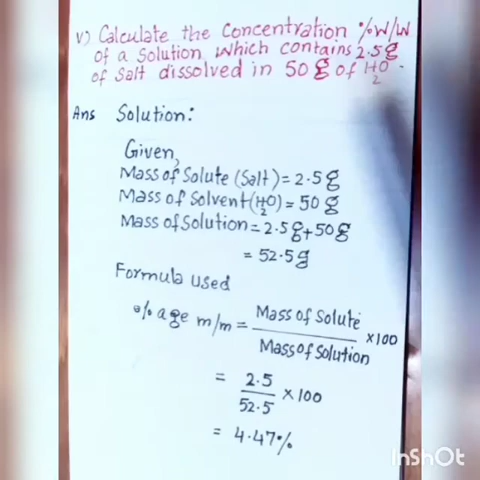 v) Calculate the Concentration %W/W
of a Solution, which contains 2.5g
of Salt dissolved in 50 g of H2O.
Ans Solution:
Given,
Mass of Solute (Salt) = 2.5g
Mass of Solvent (H2O) = 50 g
Mass of Solution = 2.5g+50g
= 52.5g
Formula used
%age m/m = Mass of Solute / Mass of Solution ×100
= 2.5 / 52.5 ×100
= 4.47%
InShOt